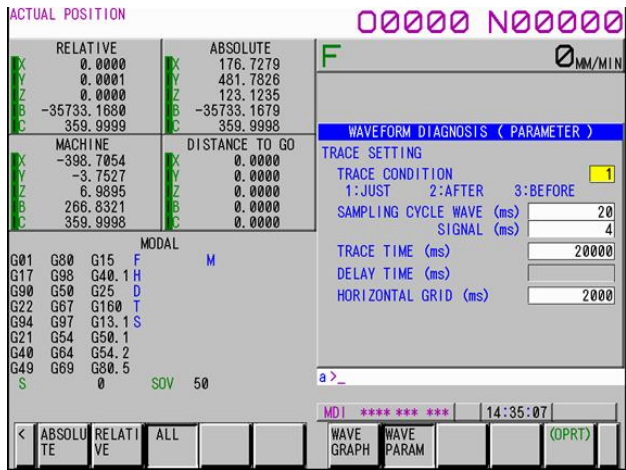 ACTUAL POSITION
O0000 N00000
RELATIVE
X 0.0000
Y 0.0001
Z 0.0000
B -35733.1680
C 359.9999
ABSOLUTE
X 176.7279
Y 481.7826
Z 123.1235
B -35733.1679
C 359.9998
MACHINE
X -398.7054
Y -3.7527
Z 6.9895
B 266.8321
C 359.9998
DISTANCE TO GO
X 0.0000
Y 0.0000
Z 0.0000
B 0.0000
C 0.0000
MODAL
G01 G80 G15 F M
G17 G98 G40.1 H
G90 G50 G25 D
G22 G67 G160 T
G94 G97 G13.1 S
G21 G54 G50.1
G40 G64 G54.2
G49 G69 G80.5
S 0 SOV 50
F 0 MM/MIN
WAVEFORM DIAGNOSIS ( PARAMETER )
TRACE SETTING
TRACE CONDITION 1
1:JUST 2:AFTER 3:BEFORE
SAMPLING CYCLE WAVE (ms) 20
SIGNAL (ms) 4
TRACE TIME (ms) 20000
DELAY TIME (ms)
HORIZONTAL GRID (ms) 2000
a >_
MDI **** *** *** 14:35:07
< ABSOLU RELATI ALL
TE VE
WAVE WAVE (OPRT)
GRAPH PARAM